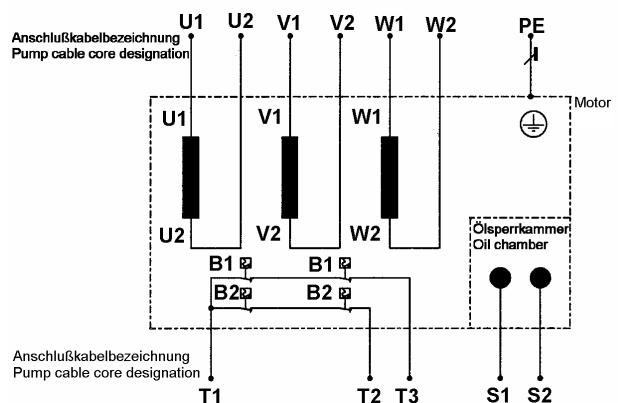 U1 U2 V1 V2 W1 W2 PE
Anschlußkabelbezeichnung
Pump cable core designation
Motor
U1 V1 W1
U2 V2 W2
Ölsperrkammer
Oil chamber
B1 B1
B2 B2
Anschlußkabelbezeichnung
Pump cable core designation
T1 T2 T3 S1 S2